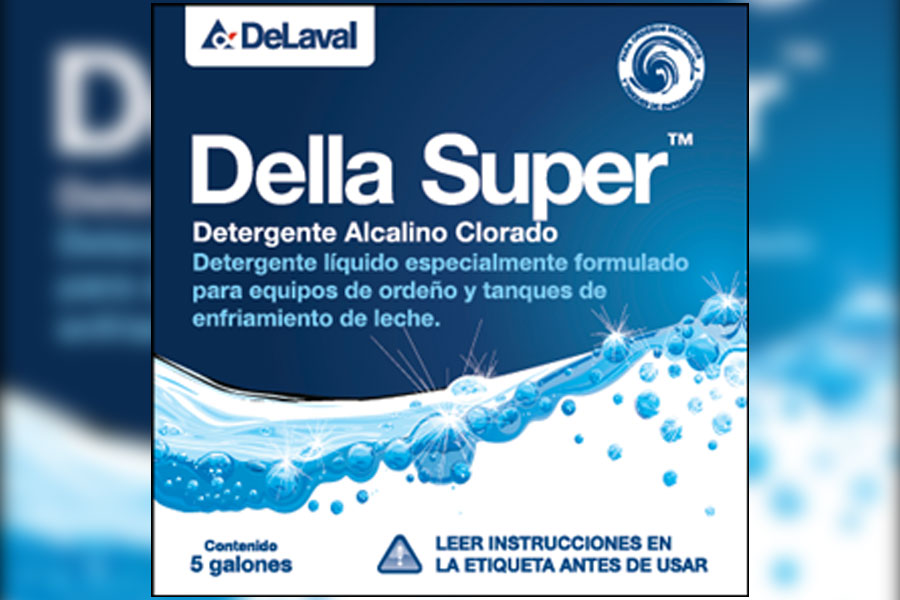 DeLaval
Della Super™
Detergente Alcalino Clorado
Detergente líquido especialmente formulado
para equipos de ordeño y tanques de
enfriamiento de leche.
Contenido
5 galones
LEER INSTRUCCIONES EN
LA ETIQUETA ANTES DE USAR